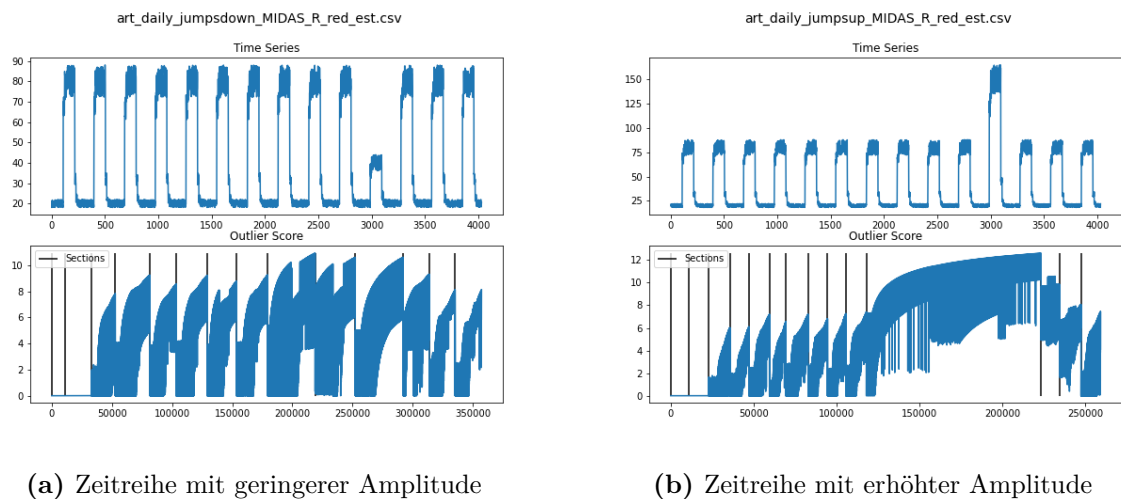 art_daily_jumpsdown_MIDAS_R_red_est.csv
Time Series
90
80
70
60
50
40
30
20
0 500 1000 1500 2000 2500 3000 3500 4000
Outlier Score
Sections
10
8
6
4
2
0
0 50000 100000 150000 200000 250000 300000 350000
(a) Zeitreihe mit geringerer Amplitude
art_daily_jumpsup_MIDAS_R_red_est.csv
Time Series
150
125
100
75
50
25
0 500 1000 1500 2000 2500 3000 3500 4000
Outlier Score
Sections
12
10
8
6
4
2
0
0 50000 100000 150000 200000 250000
(b) Zeitreihe mit erhöhter Amplitude